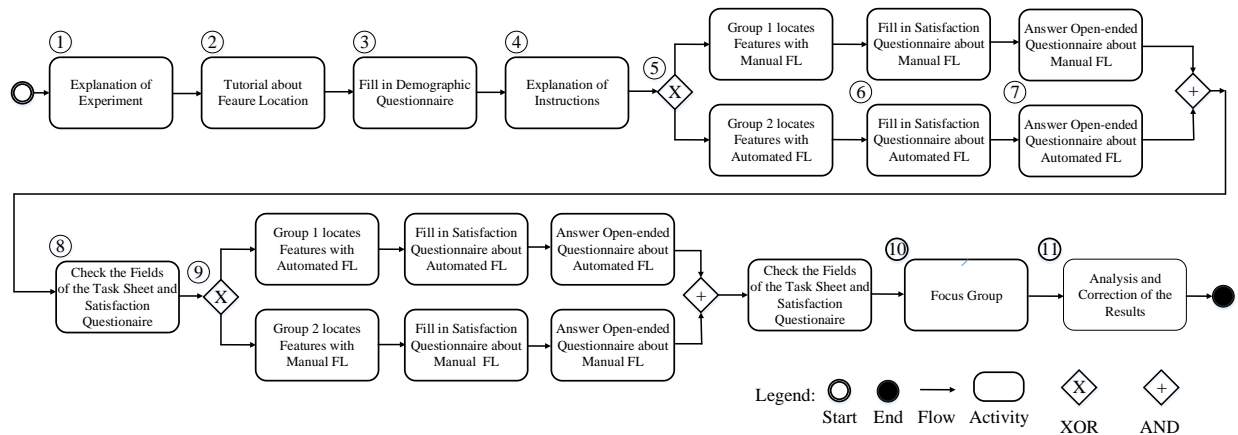 ①
Explanation of
Experiment
②
Tutorial about
Feaure Location
③
Fill in Demographic
Questionnaire
④
Explanation of
Instructions
⑤
X
Group 1 locates
Features with
Manual FL
Fill in Satisfaction
Questionnaire about
Manual FL
Answer Open-ended
Questionnaire about
Manual FL
Group 2 locates
Features with
Automated FL
⑥
Fill in Satisfaction
Questionnaire about
Automated FL
⑦
Answer Open-ended
Questionnaire about
Automated FL
+
⑧
Check the Fields
of the Task Sheet and
Satisfaction
Questionaire
⑨
X
Group 1 locates
Features with
Automated FL
Fill in Satisfaction
Questionnaire about
Automated FL
Answer Open-ended
Questionnaire about
Automated FL
Group 2 locates
Features with
Manual FL
Fill in Satisfaction
Questionnaire about
Manual FL
Answer Open-ended
Questionnaire about
Manual FL
+
Check the Fields
of the Task Sheet and
Satisfaction
Questionaire
⑩
Focus Group
⑪
Analysis and
Correction of the
Results
Legend:
Start
End
Flow
Activity
X
XOR
+
AND